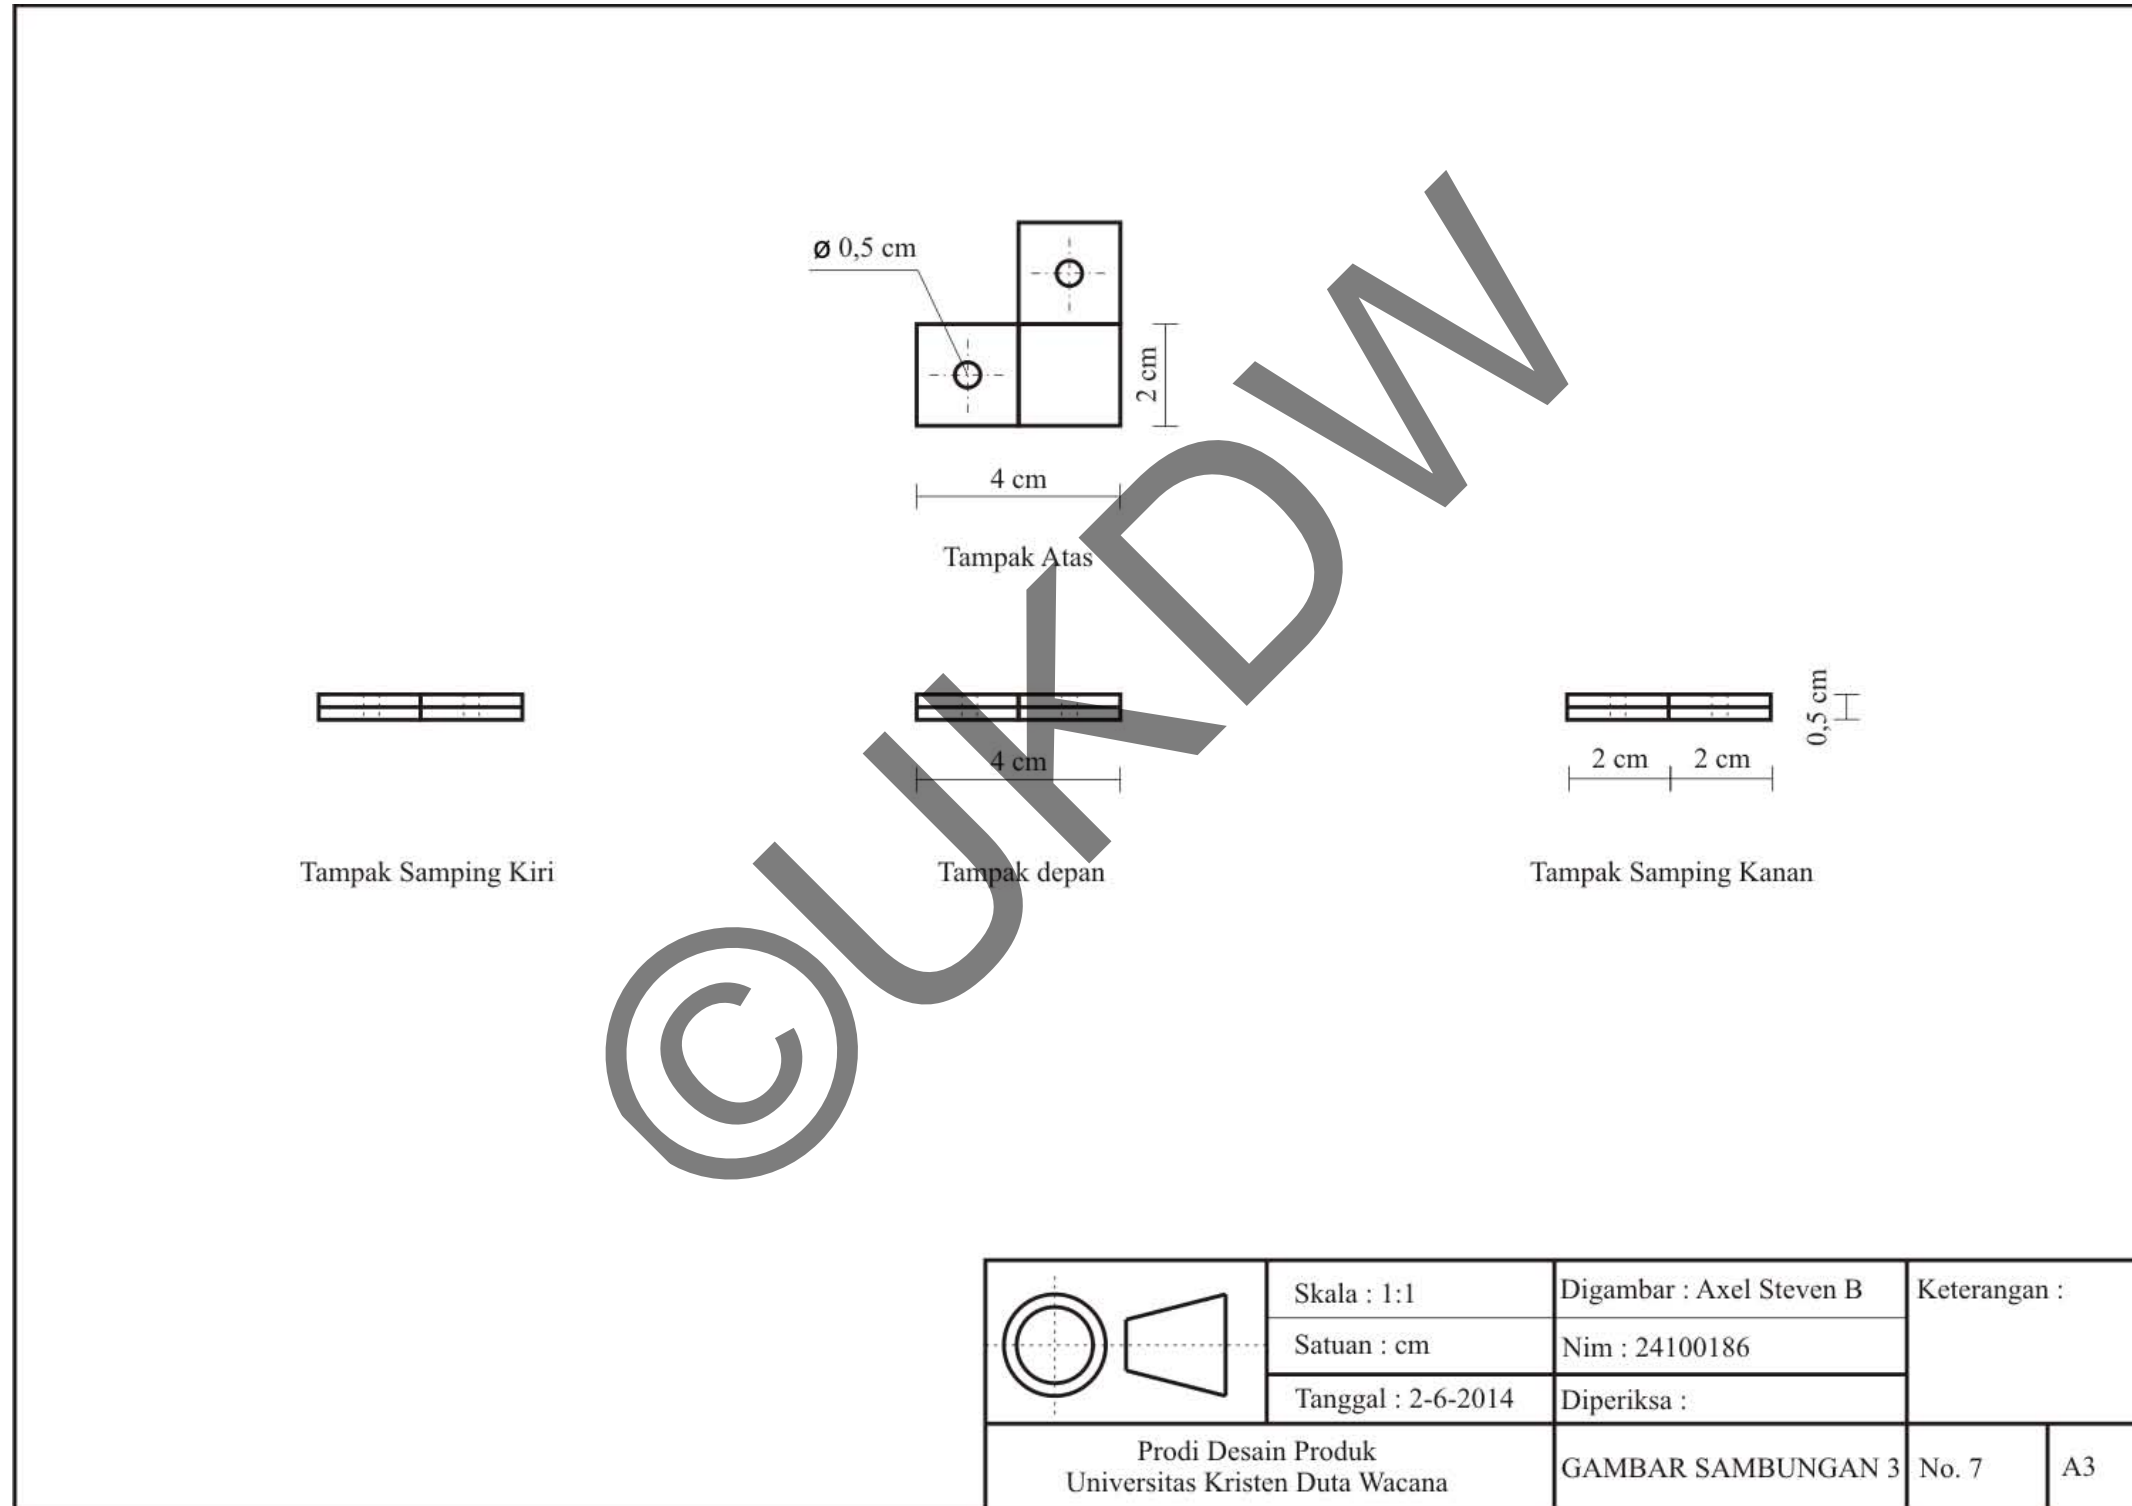 ø 0,5 cm
2 cm
4 cm
Tampak Atas
4 cm
0,5 cm
2 cm 2 cm
Tampak Samping Kiri
Tampak depan
Tampak Samping Kanan
©UKDW
Skala : 1:1
Digambar : Axel Steven B
Keterangan :
Satuan : cm
Nim : 24100186
Tanggal : 2-6-2014
Diperiksa :
Prodi Desain Produk
Universitas Kristen Duta Wacana
GAMBAR SAMBUNGAN 3
No. 7
A3